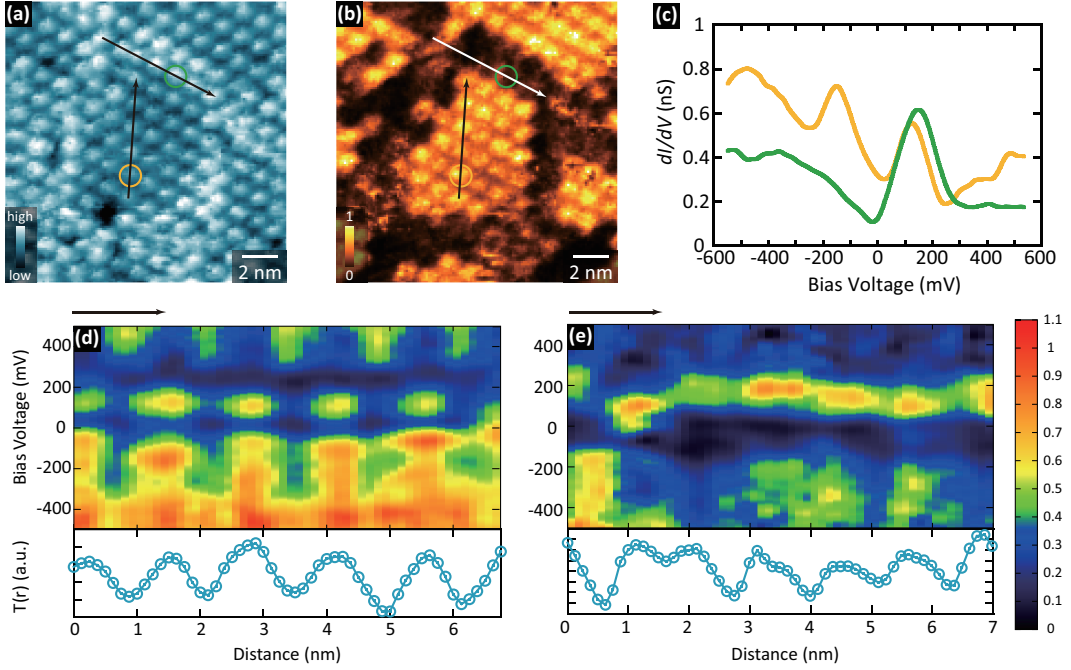 (a)
high
low
2 nm
(b)
1
0
2 nm
(c)
1
0.8
0.6
0.4
0.2
0
dI/dV (nS)
-600 -400 -200 0 200 400 600
Bias Voltage (mV)
(d)
400
200
0
-200
-400
Bias Voltage (mV)
T(r) (a.u.)
0 1 2 3 4 5 6
Distance (nm)
(e)
400
200
0
-200
-400
0 1 2 3 4 5 6 7
Distance (nm)
1.1
1
0.9
0.8
0.7
0.6
0.5
0.4
0.3
0.2
0.1
0